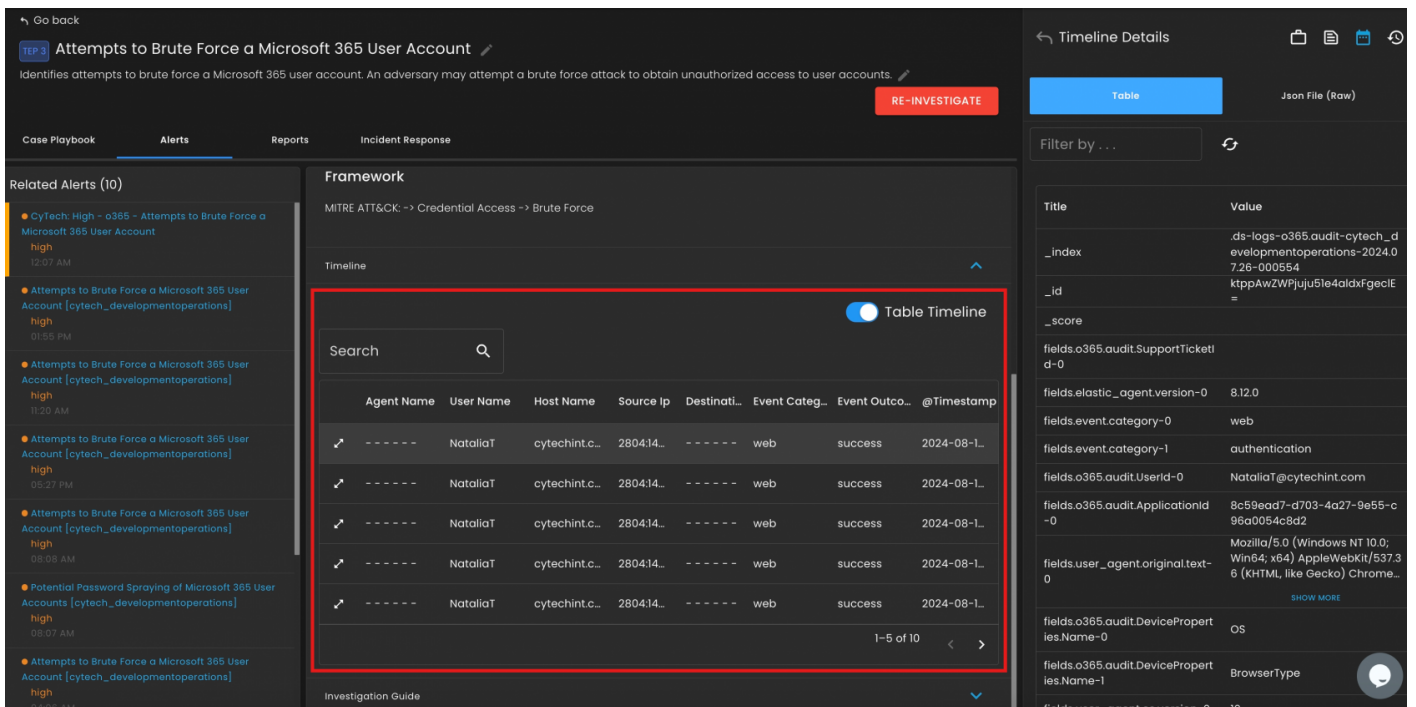 Go back
TEP 3 Attempts to Brute Force a Microsoft 365 User Account
Identifies attempts to brute force a Microsoft 365 user account. An adversary may attempt a brute force attack to obtain unauthorized access to user accounts.
RE-INVESTIGATE
Case Playbook Alerts Reports Incident Response
Related Alerts (10)
CyTech: High - o365 - Attempts to Brute Force a
Microsoft 365 User Account
high
12:07 AM
Attempts to Brute Force a Microsoft 365 User
Account [cytech_developmentoperations]
high
01:55 PM
Attempts to Brute Force a Microsoft 365 User
Account [cytech_developmentoperations]
high
11:20 AM
Attempts to Brute Force a Microsoft 365 User
Account [cytech_developmentoperations]
high
05:27 PM
Attempts to Brute Force a Microsoft 365 User
Account [cytech_developmentoperations]
high
08:08 AM
Potential Password Spraying of Microsoft 365 User
Accounts [cytech_developmentoperations]
high
08:07 AM
Attempts to Brute Force a Microsoft 365 User
Account [cytech_developmentoperations]
high
Framework
MITRE ATT&CK: -> Credential Access -> Brute Force
Timeline
Table Timeline
Search
Agent Name User Name Host Name Source Ip Destinati... Event Categ... Event Outco... @Timestamp
------ NataliaT cytechint.c... 2804:14... ------ web success 2024-08-1...
------ NataliaT cytechint.c... 2804:14... ------ web success 2024-08-1...
------ NataliaT cytechint.c... 2804:14... ------ web success 2024-08-1...
------ NataliaT cytechint.c... 2804:14... ------ web success 2024-08-1...
------ NataliaT cytechint.c... 2804:14... ------ web success 2024-08-1...
1-5 of 10
Investigation Guide
Timeline Details
Table Json File (Raw)
Filter by . . .
Title Value
_index .ds-logs-o365.audit-cytech_d
evelopmentoperations-2024.0
7.26-000554
_id ktppAwZWPjuju51e4aldxFgeclE
=
_score
fields.o365.audit.SupportTicketI
d-0
fields.elastic_agent.version-0 8.12.0
fields.event.category-0 web
fields.event.category-1 authentication
fields.o365.audit.UserId-0 NataliaT@cytechint.com
fields.o365.audit.ApplicationId
-0
8c59ead7-d703-4a27-9e55-c
96a0054c8d2
fields.user_agent.original.text-
0
Mozilla/5.0 (Windows NT 10.0;
Win64; x64) AppleWebKit/537.3
6 (KHTML, like Gecko) Chrome...
SHOW MORE
fields.o365.audit.DevicePropert
ies.Name-0
OS
fields.o365.audit.DevicePropert
ies.Name-1
BrowserType